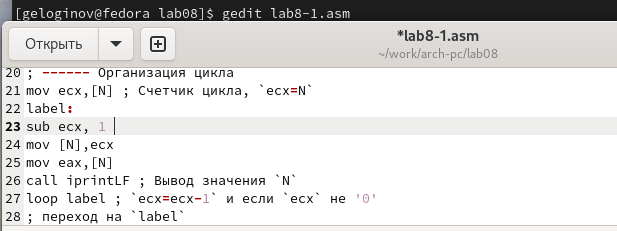 [geloginov@fedora lab08]$ gedit lab8-1.asm
Открыть
*lab8-1.asm
~/work/arch-pc/lab08
20 ; ------ Организация цикла
21 mov ecx,[N] ; Счетчик цикла, `ecx=N`
22 label:
23 sub ecx, 1
24 mov [N],ecx
25 mov eax,[N]
26 call iprintLF ; Вывод значения `N`
27 loop label ; `ecx=ecx-1` и если `ecx` не '0'
28 ; переход на `label`